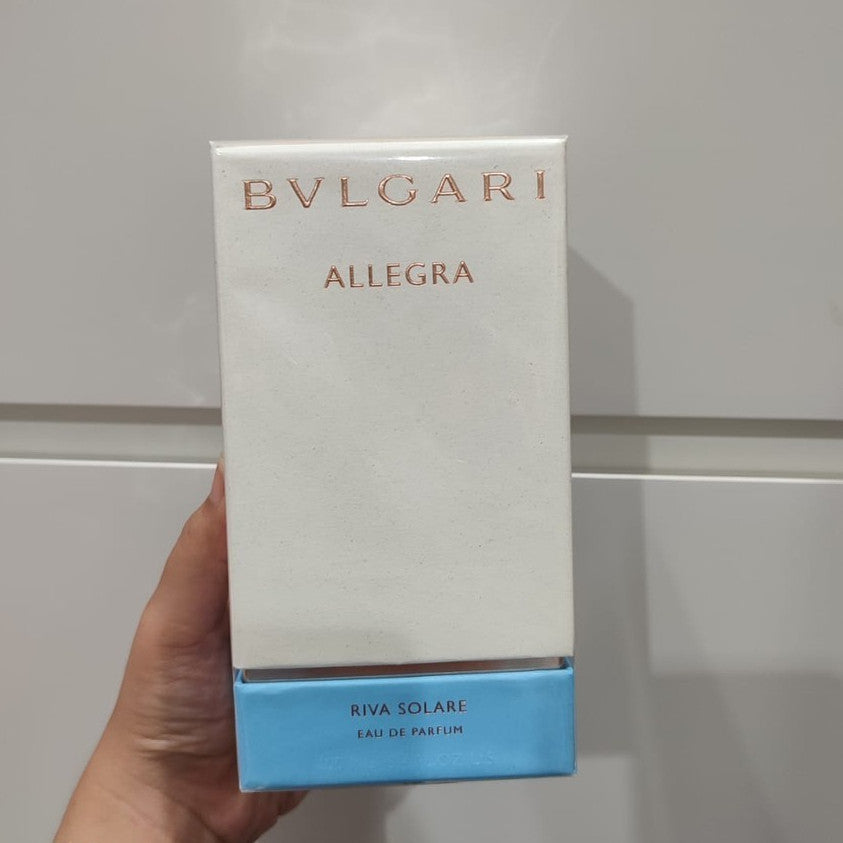 BVLGARI
ALLEGRA
RIVA SOLARE
EAU DE PARFUM